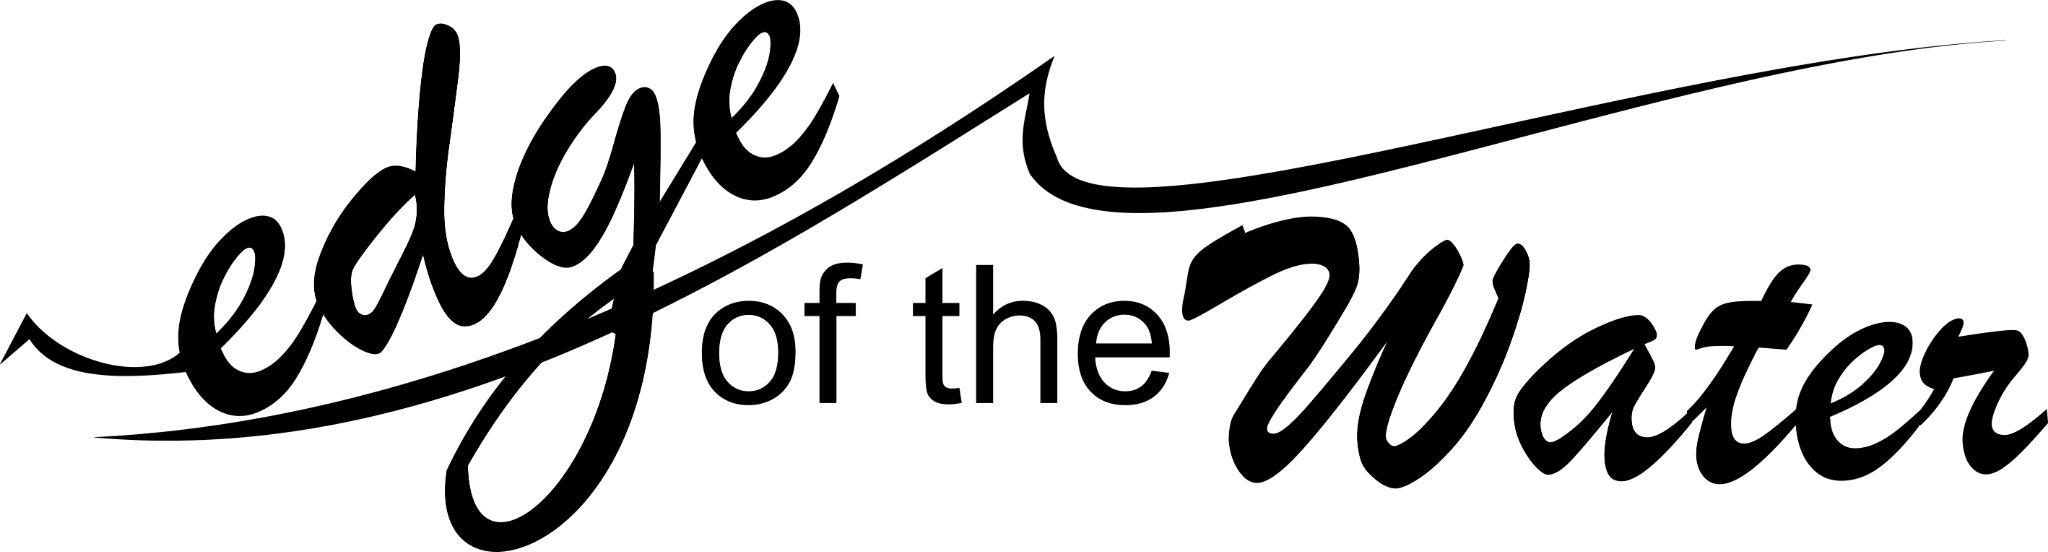 edge of the Water